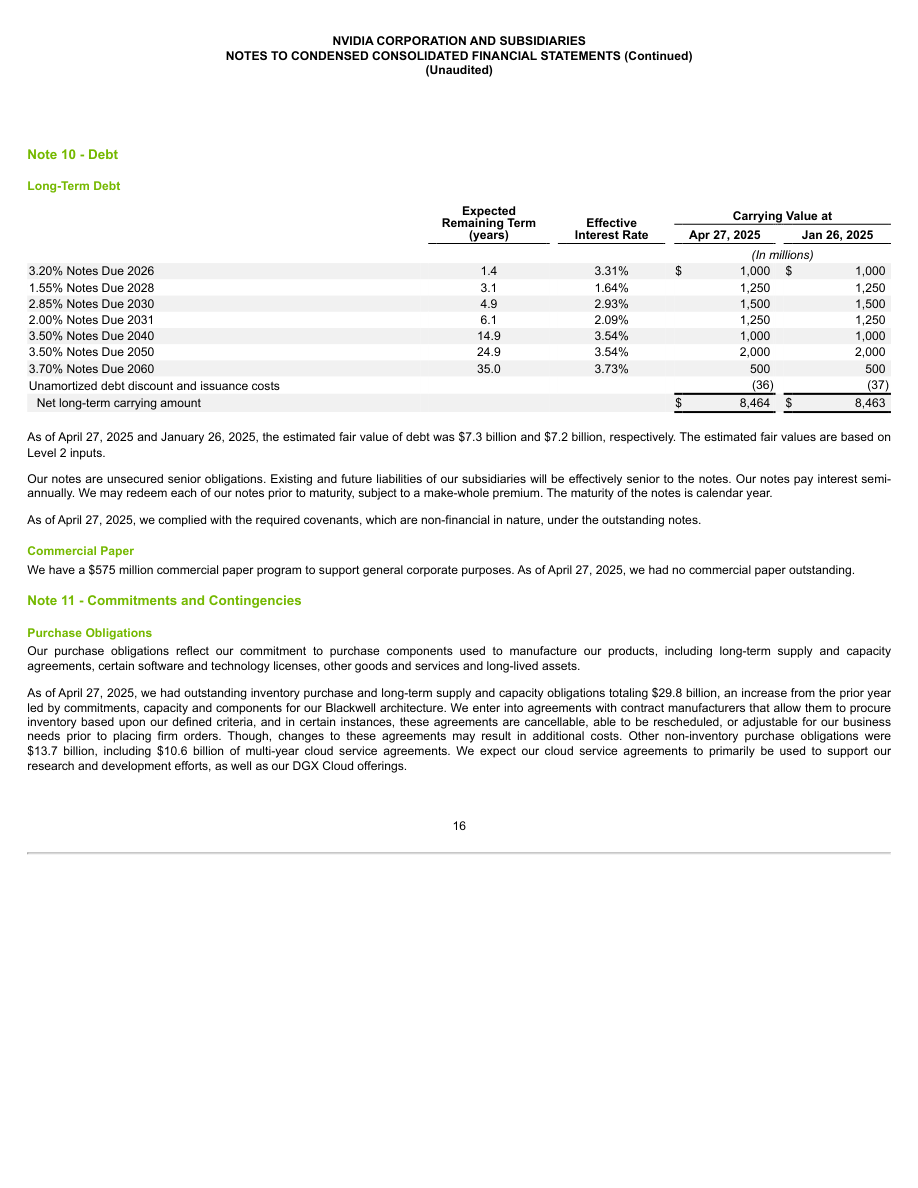 NVIDIA CORPORATION AND SUBSIDIARIES
NOTES TO CONDENSED CONSOLIDATED FINANCIAL STATEMENTS (Continued)
(Unaudited)
Note 10 - Debt
Long-Term Debt
Expected Remaining Term (years) Effective Interest Rate Carrying Value at
Apr 27, 2025 Jan 26, 2025
(In millions)
3.20% Notes Due 2026 1.4 3.31% $ 1,000 $ 1,000
1.55% Notes Due 2028 3.1 1.64% 1,250 1,250
2.85% Notes Due 2030 4.9 2.93% 1,500 1,500
2.00% Notes Due 2031 6.1 2.09% 1,250 1,250
3.50% Notes Due 2040 14.9 3.54% 1,000 1,000
3.50% Notes Due 2050 24.9 3.54% 2,000 2,000
3.70% Notes Due 2060 35.0 3.73% 500 500
Unamortized debt discount and issuance costs (36) (37)
Net long-term carrying amount $ 8,464 $ 8,463
As of April 27, 2025 and January 26, 2025, the estimated fair value of debt was $7.3 billion and $7.2 billion, respectively. The estimated fair values are based on
Level 2 inputs.
Our notes are unsecured senior obligations. Existing and future liabilities of our subsidiaries will be effectively senior to the notes. Our notes pay interest semi-
annually. We may redeem each of our notes prior to maturity, subject to a make-whole premium. The maturity of the notes is calendar year.
As of April 27, 2025, we complied with the required covenants, which are non-financial in nature, under the outstanding notes.
Commercial Paper
We have a $575 million commercial paper program to support general corporate purposes. As of April 27, 2025, we had no commercial paper outstanding.
Note 11 - Commitments and Contingencies
Purchase Obligations
Our purchase obligations reflect our commitment to purchase components used to manufacture our products, including long-term supply and capacity
agreements, certain software and technology licenses, other goods and services and long-lived assets.
As of April 27, 2025, we had outstanding inventory purchase and long-term supply and capacity obligations totaling $29.8 billion, an increase from the prior year
led by commitments, capacity and components for our Blackwell architecture. We enter into agreements with contract manufacturers that allow them to procure
inventory based upon our defined criteria, and in certain instances, these agreements are cancellable, able to be rescheduled, or adjustable for our business
needs prior to placing firm orders. Though, changes to these agreements may result in additional costs. Other non-inventory purchase obligations were
$13.7 billion, including $10.6 billion of multi-year cloud service agreements. We expect our cloud service agreements to primarily be used to support our
research and development efforts, as well as our DGX Cloud offerings.
16